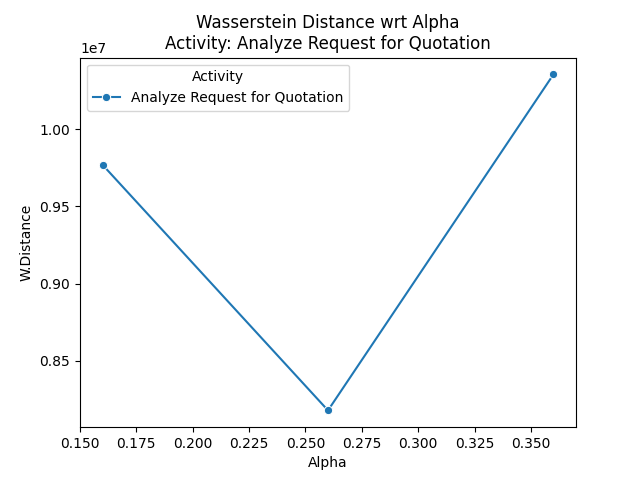 Wasserstein Distance wrt Alpha
Activity: Analyze Request for Quotation
1e7
Activity
Analyze Request for Quotation
1.00
0.95
0.90
0.85
W.Distance
0.150 0.175 0.200 0.225 0.250 0.275 0.300 0.325 0.350
Alpha